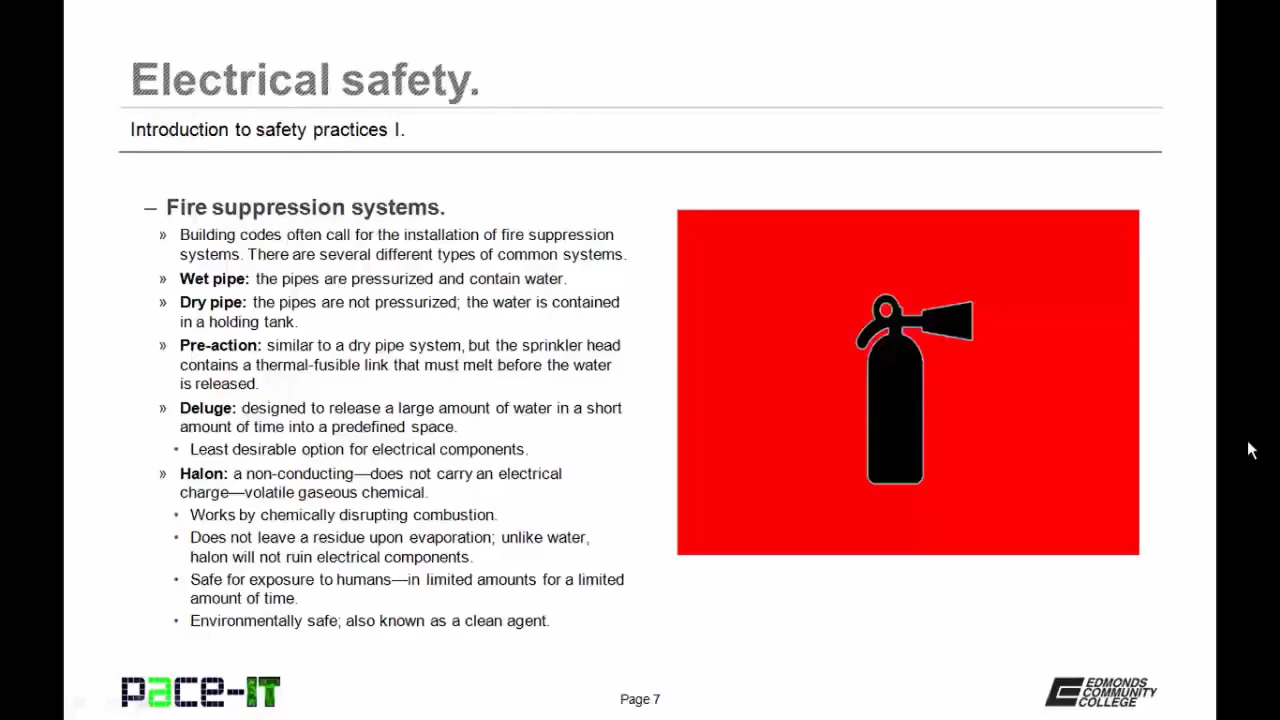 Electrical safety.
Introduction to safety practices I.
– Fire suppression systems.
» Building codes often call for the installation of fire suppression
systems. There are several different types of common systems.
» Wet pipe: the pipes are pressurized and contain water.
» Dry pipe: the pipes are not pressurized; the water is contained
in a holding tank.
» Pre-action: similar to a dry pipe system, but the sprinkler head
contains a thermal-fusible link that must melt before the water
is released.
» Deluge: designed to release a large amount of water in a short
amount of time into a predefined space.
• Least desirable option for electrical components.
» Halon: a non-conducting—does not carry an electrical
charge—volatile gaseous chemical.
• Works by chemically disrupting combustion.
• Does not leave a residue upon evaporation; unlike water,
halon will not ruin electrical components.
• Safe for exposure to humans—in limited amounts for a limited
amount of time.
• Environmentally safe; also known as a clean agent.
pace-IT
Page 7
EDMONDS
COMMUNITY
COLLEGE